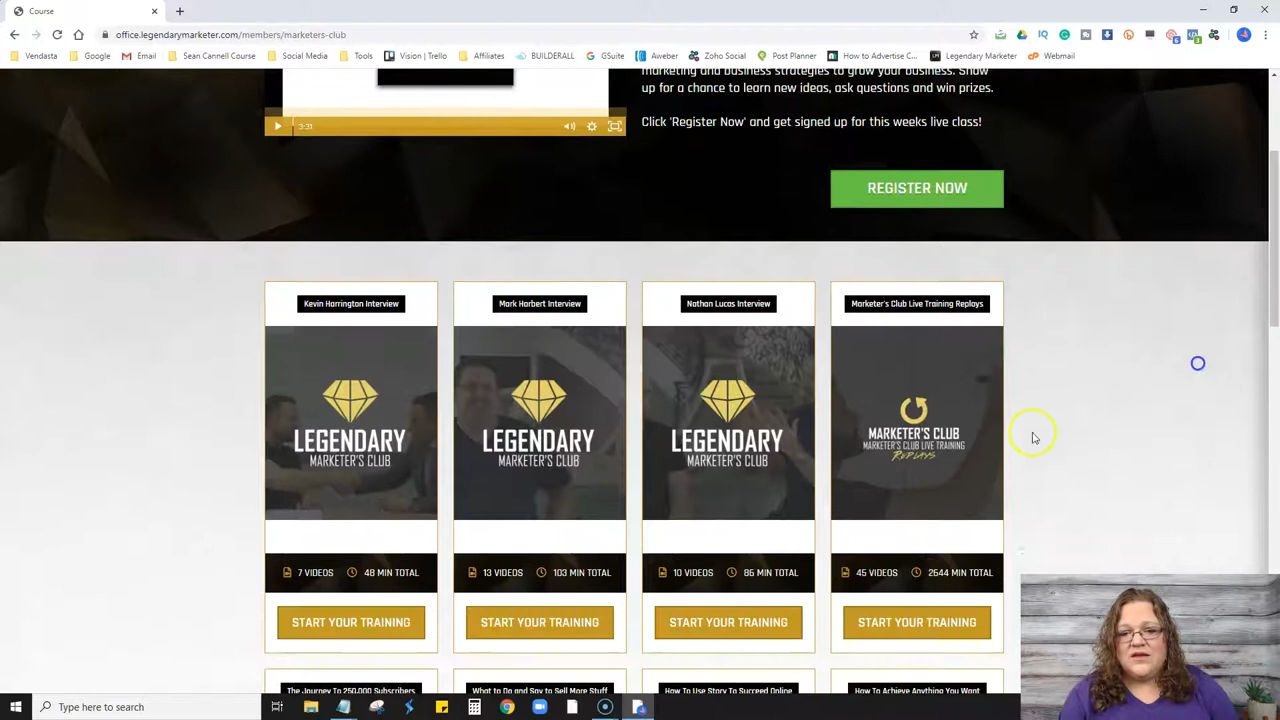 Course
office.legendarymarketer.com/members/marketers-club
Vendasta Google Email Sean Cannell Course Social Media Tools Vision | Trello Affiliates BUILDERALL GSuite Aweber Zoho Social Post Planner How to Advertise C... Legendary Marketer Webmail
marketing and business strategies to grow your business. Show
up for a chance to learn new ideas, ask questions and win prizes.
Click 'Register Now' and get signed up for this weeks live class!
3:31
REGISTER NOW
Kevin Harrington Interview
Mark Harbert Interview
Nathan Lucas Interview
Marketer's Club Live Training Replays
LEGENDARY
MARKETER'S CLUB
LEGENDARY
MARKETER'S CLUB
LEGENDARY
MARKETER'S CLUB
MARKETER'S CLUB
MARKETER'S CLUB LIVE TRAINING
REPLAYS
7 VIDEOS 48 MIN TOTAL
13 VIDEOS 103 MIN TOTAL
10 VIDEOS 86 MIN TOTAL
45 VIDEOS 2644 MIN TOTAL
START YOUR TRAINING
START YOUR TRAINING
START YOUR TRAINING
START YOUR TRAINING
The Journey To 250,000 Subscribers
What to Do and Say to Sell More Stuff
How To Use Story To Succeed Online
How To Achieve Anything You Want
Type here to search